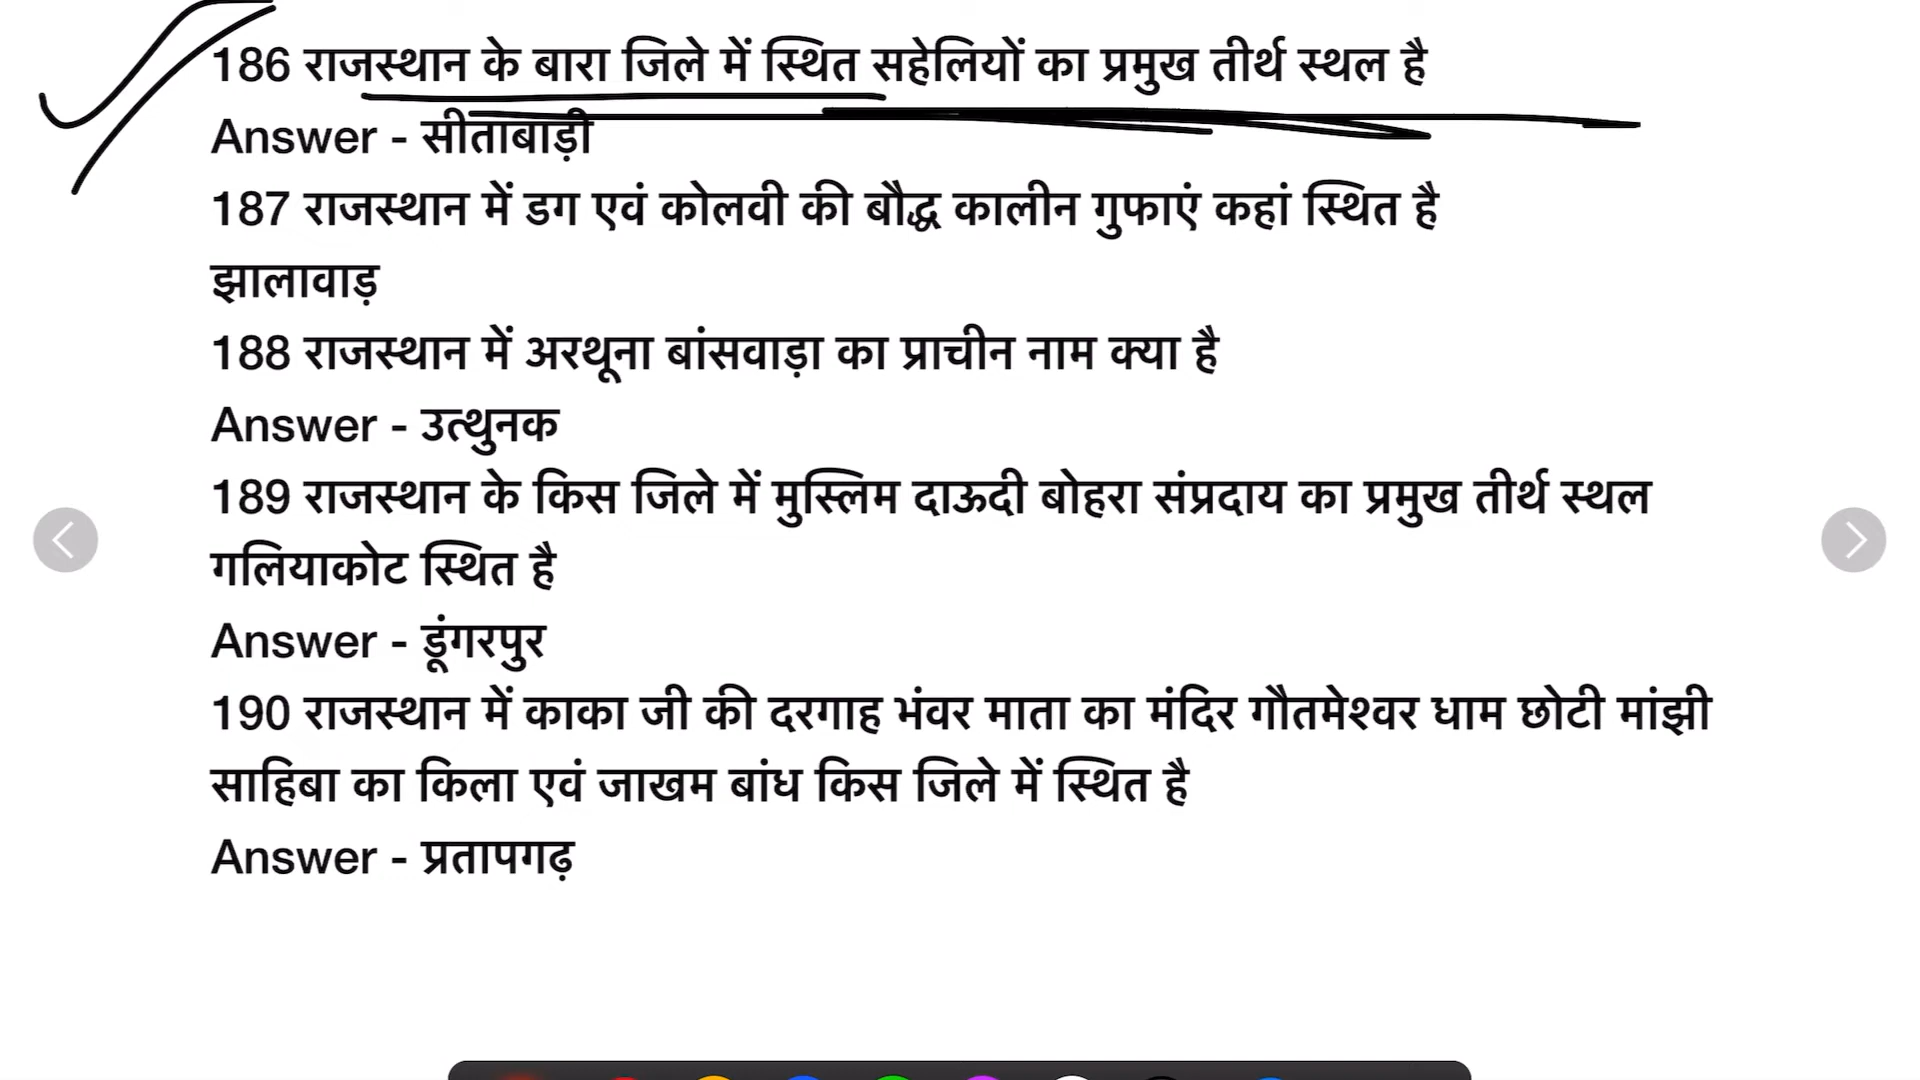 186 राजस्थान के बारा जिले में स्थित सहेलियों का प्रमुख तीर्थ स्थल है
Answer - सीताबाड़ी
187 राजस्थान में डग एवं कोलवी की बौद्ध कालीन गुफाएं कहां स्थित है
झालावाड़
188 राजस्थान में अरथूना बांसवाड़ा का प्राचीन नाम क्या है
Answer - उत्थुनक
189 राजस्थान के किस जिले में मुस्लिम दाऊदी बोहरा संप्रदाय का प्रमुख तीर्थ स्थल
गलियाकोट स्थित है
Answer - डूंगरपुर
190 राजस्थान में काका जी की दरगाह भंवर माता का मंदिर गौतमेश्वर धाम छोटी मांझी
साहिबा का किला एवं जाखम बांध किस जिले में स्थित है
Answer - प्रतापगढ़